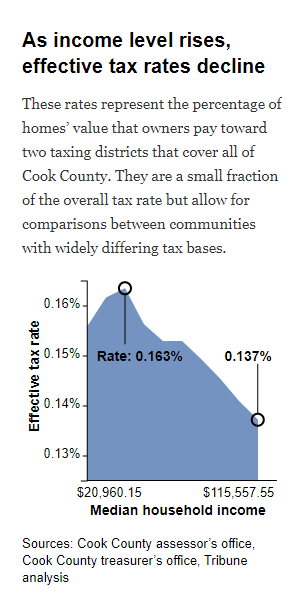 As income level rises,
effective tax rates decline
These rates represent the percentage of
homes’ value that owners pay toward
two taxing districts that cover all of
Cook County. They are a small fraction
of the overall tax rate but allow for
comparisons between communities
with widely differing tax bases.
0.16%
0.15%
0.14%
0.13%
Effective tax rate
Rate: 0.163%
0.137%
$20,960.15
$115,557.55
Median household income
Sources: Cook County assessor’s office,
Cook County treasurer’s office, Tribune
analysis